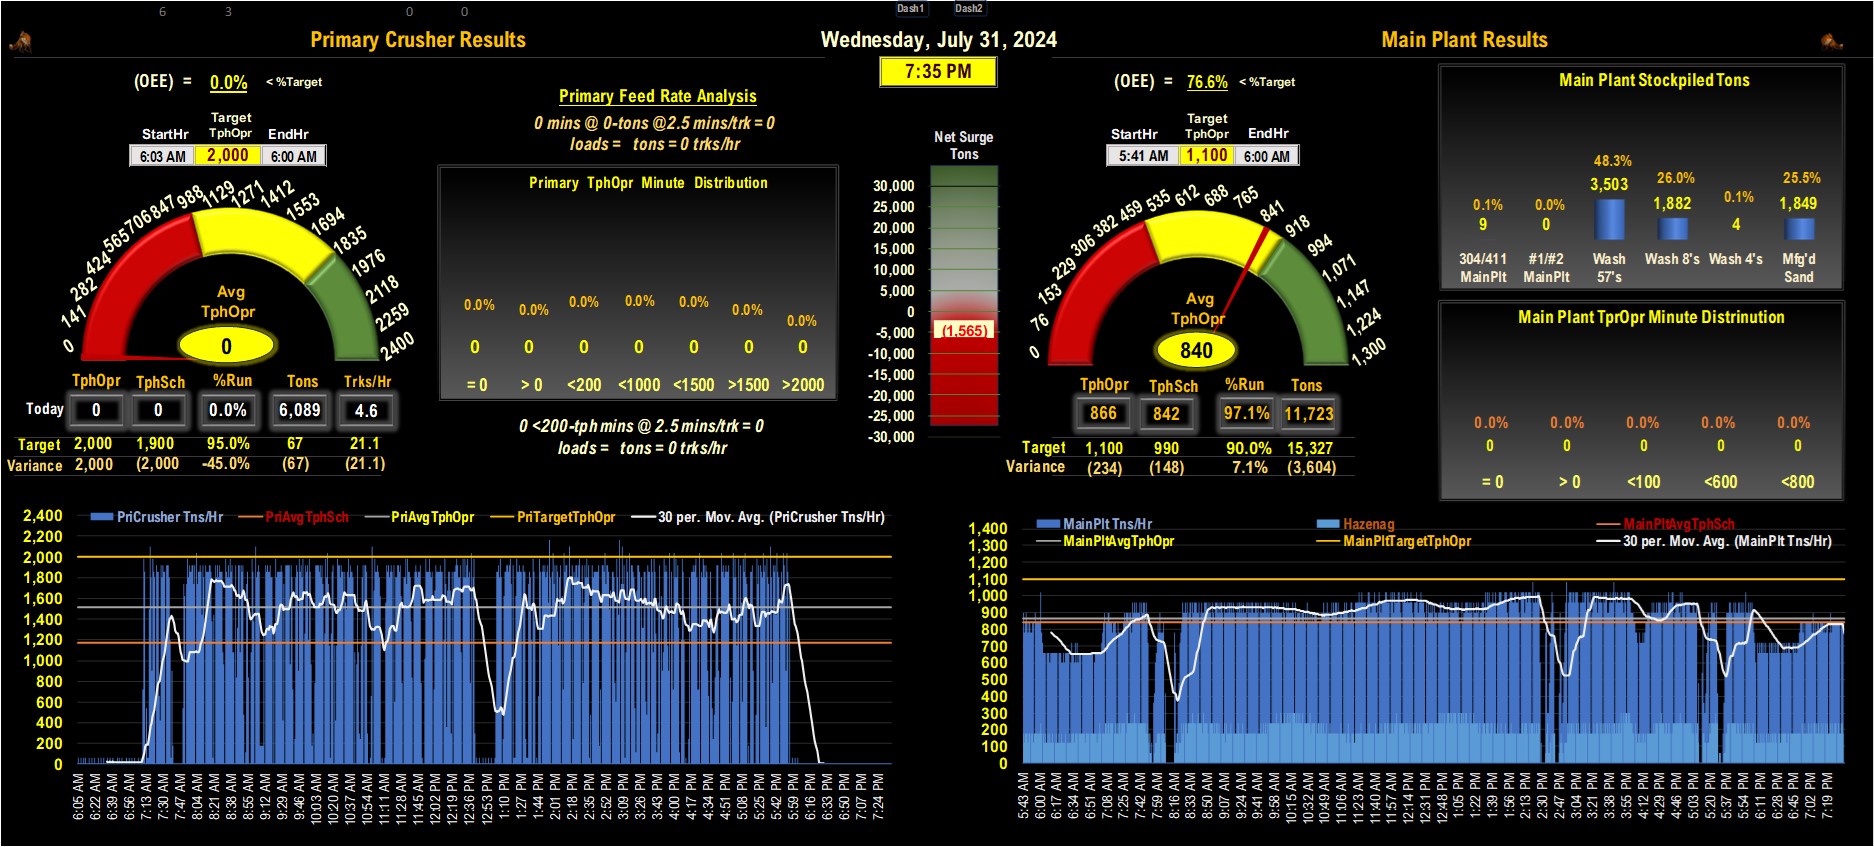 6 3 0 0 Dash1 Dash2
Primary Crusher Results
Wednesday, July 31, 2024
Main Plant Results
7:35 PM
(OEE) = 0.0% < %Target
Target
StartHr TphOpr EndHr
6:03 AM 2,000 6:00 AM
0 141 282 424 565 706 847 988 1129 1271 1412 1553 1694 1835 1976 2118 2259 2400
Avg
TphOpr
0
TphOpr TphSch %Run Tons Trks/Hr
Today 0 0 0.0% 6,089 4.6
Target 2,000 1,900 95.0% 67 21.1
Variance 2,000 (2,000 -45.0% (67) (21.1)
Primary Feed Rate Analysis
0 mins @ 0-tons @2.5 mins/trk = 0
loads = tons = 0 trks/hr
Primary TphOpr Minute Distribution
0.0% 0.0% 0.0% 0.0% 0.0% 0.0% 0.0%
0 0 0 0 0 0 0
= 0 > 0 <200 <1000 <1500 >1500 >2000
0 <200-tph mins @ 2.5 mins/trk = 0
loads = tons = 0 trks/hr
Net Surge
Tons
30,000
25,000
20,000
15,000
10,000
5,000
0
-5,000
(1,565)
-10,000
-15,000
-20,000
-25,000
-30,000
(OEE) = 76.6% < %Target
Target
StartHr TphOpr EndHr
5:41 AM 1,100 6:00 AM
0 76 153 229 306 382 459 535 612 688 765 841 918 994 1,071 1,147 1,224 1,300
Avg
TphOpr
840
TphOpr TphSch %Run Tons
866 842 97.1% 11,723
Target 1,100 990 90.0% 15,327
Variance (234) (148) 7.1% (3,604)
Main Plant Stockpiled Tons
0.1% 0.0% 48.3% 26.0% 0.1% 25.5%
9 0 3,503 1,882 4 1,849
304/411 #1/#2 Wash Wash 8's Wash 4's Mfg'd
MainPlt MainPlt 57's Sand
Main Plant TprOpr Minute Distrinution
0.0% 0.0% 0.0% 0.0% 0.0%
0 0 0 0 0
= 0 > 0 <100 <600 <800
PriCrusher Tns/Hr PriAvgTphSch PriAvgTphOpr PriTargetTphOpr 30 per. Mov. Avg. (PriCrusher Tns/Hr)
2,400
2,200
2,000
1,800
1,600
1,400
1,200
1,000
800
600
400
200
0
6:05 AM 6:22 AM 6:39 AM 6:56 AM 7:13 AM 7:30 AM 7:47 AM 8:04 AM 8:21 AM 8:38 AM 8:55 AM 9:12 AM 9:29 AM 9:46 AM 10:03 AM 10:20 AM 10:37 AM 10:54 AM 11:11 AM 11:28 AM 11:45 AM 12:02 PM 12:19 PM 12:36 PM 12:53 PM 1:10 PM 1:27 PM 1:44 PM 2:01 PM 2:18 PM 2:35 PM 2:52 PM 3:09 PM 3:26 PM 3:43 PM 4:00 PM 4:17 PM 4:34 PM 4:51 PM 5:08 PM 5:25 PM 5:42 PM 5:59 PM 6:16 PM 6:33 PM 6:50 PM 7:07 PM 7:24 PM
MainPlt Tns/Hr Hazenag MainPltAvgTphSch
MainPltAvgTphOpr MainPltTargetTphOpr 30 per. Mov. Avg. (MainPlt Tns/Hr)
1,400
1,300
1,200
1,100
1,000
900
800
700
600
500
400
300
200
100
0
5:43 AM 6:00 AM 6:17 AM 6:34 AM 6:51 AM 7:08 AM 7:25 AM 7:42 AM 7:59 AM 8:16 AM 8:33 AM 8:50 AM 9:07 AM 9:24 AM 9:41 AM 9:58 AM 10:15 AM 10:32 AM 10:49 AM 11:06 AM 11:23 AM 11:40 AM 11:57 AM 12:14 PM 12:31 PM 12:48 PM 1:05 PM 1:22 PM 1:39 PM 1:56 PM 2:13 PM 2:30 PM 2:47 PM 3:04 PM 3:21 PM 3:38 PM 3:55 PM 4:12 PM 4:29 PM 4:46 PM 5:03 PM 5:20 PM 5:37 PM 5:54 PM 6:11 PM 6:28 PM 6:45 PM 7:02 PM 7:19 PM